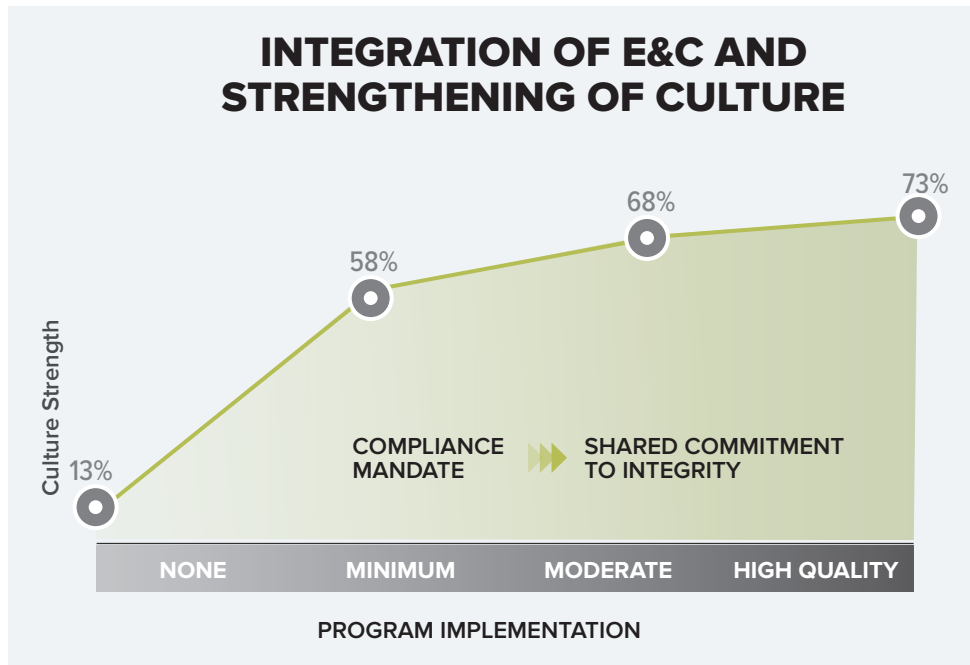 INTEGRATION OF E&C AND
STRENGTHENING OF CULTURE
73%
68%
58%
Culture Strength
13%
COMPLIANCE
MANDATE
SHARED COMMITMENT
TO INTEGRITY
NONE
MINIMUM
MODERATE
HIGH QUALITY
PROGRAM IMPLEMENTATION